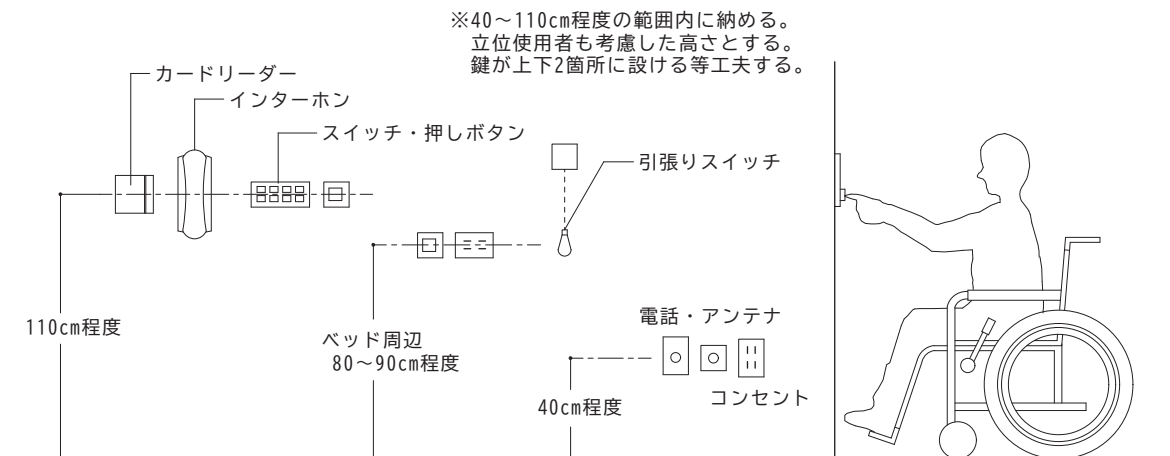 ※40～110cm程度の範囲内に納める。
立位使用者も考慮した高さとする。
鍵が上下2箇所に設ける等工夫する。
カードリーダー
インターホン
スイッチ・押しボタン
引張りスイッチ
110cm程度
ベッド周辺
80～90cm程度
電話・アンテナ
コンセント
40cm程度